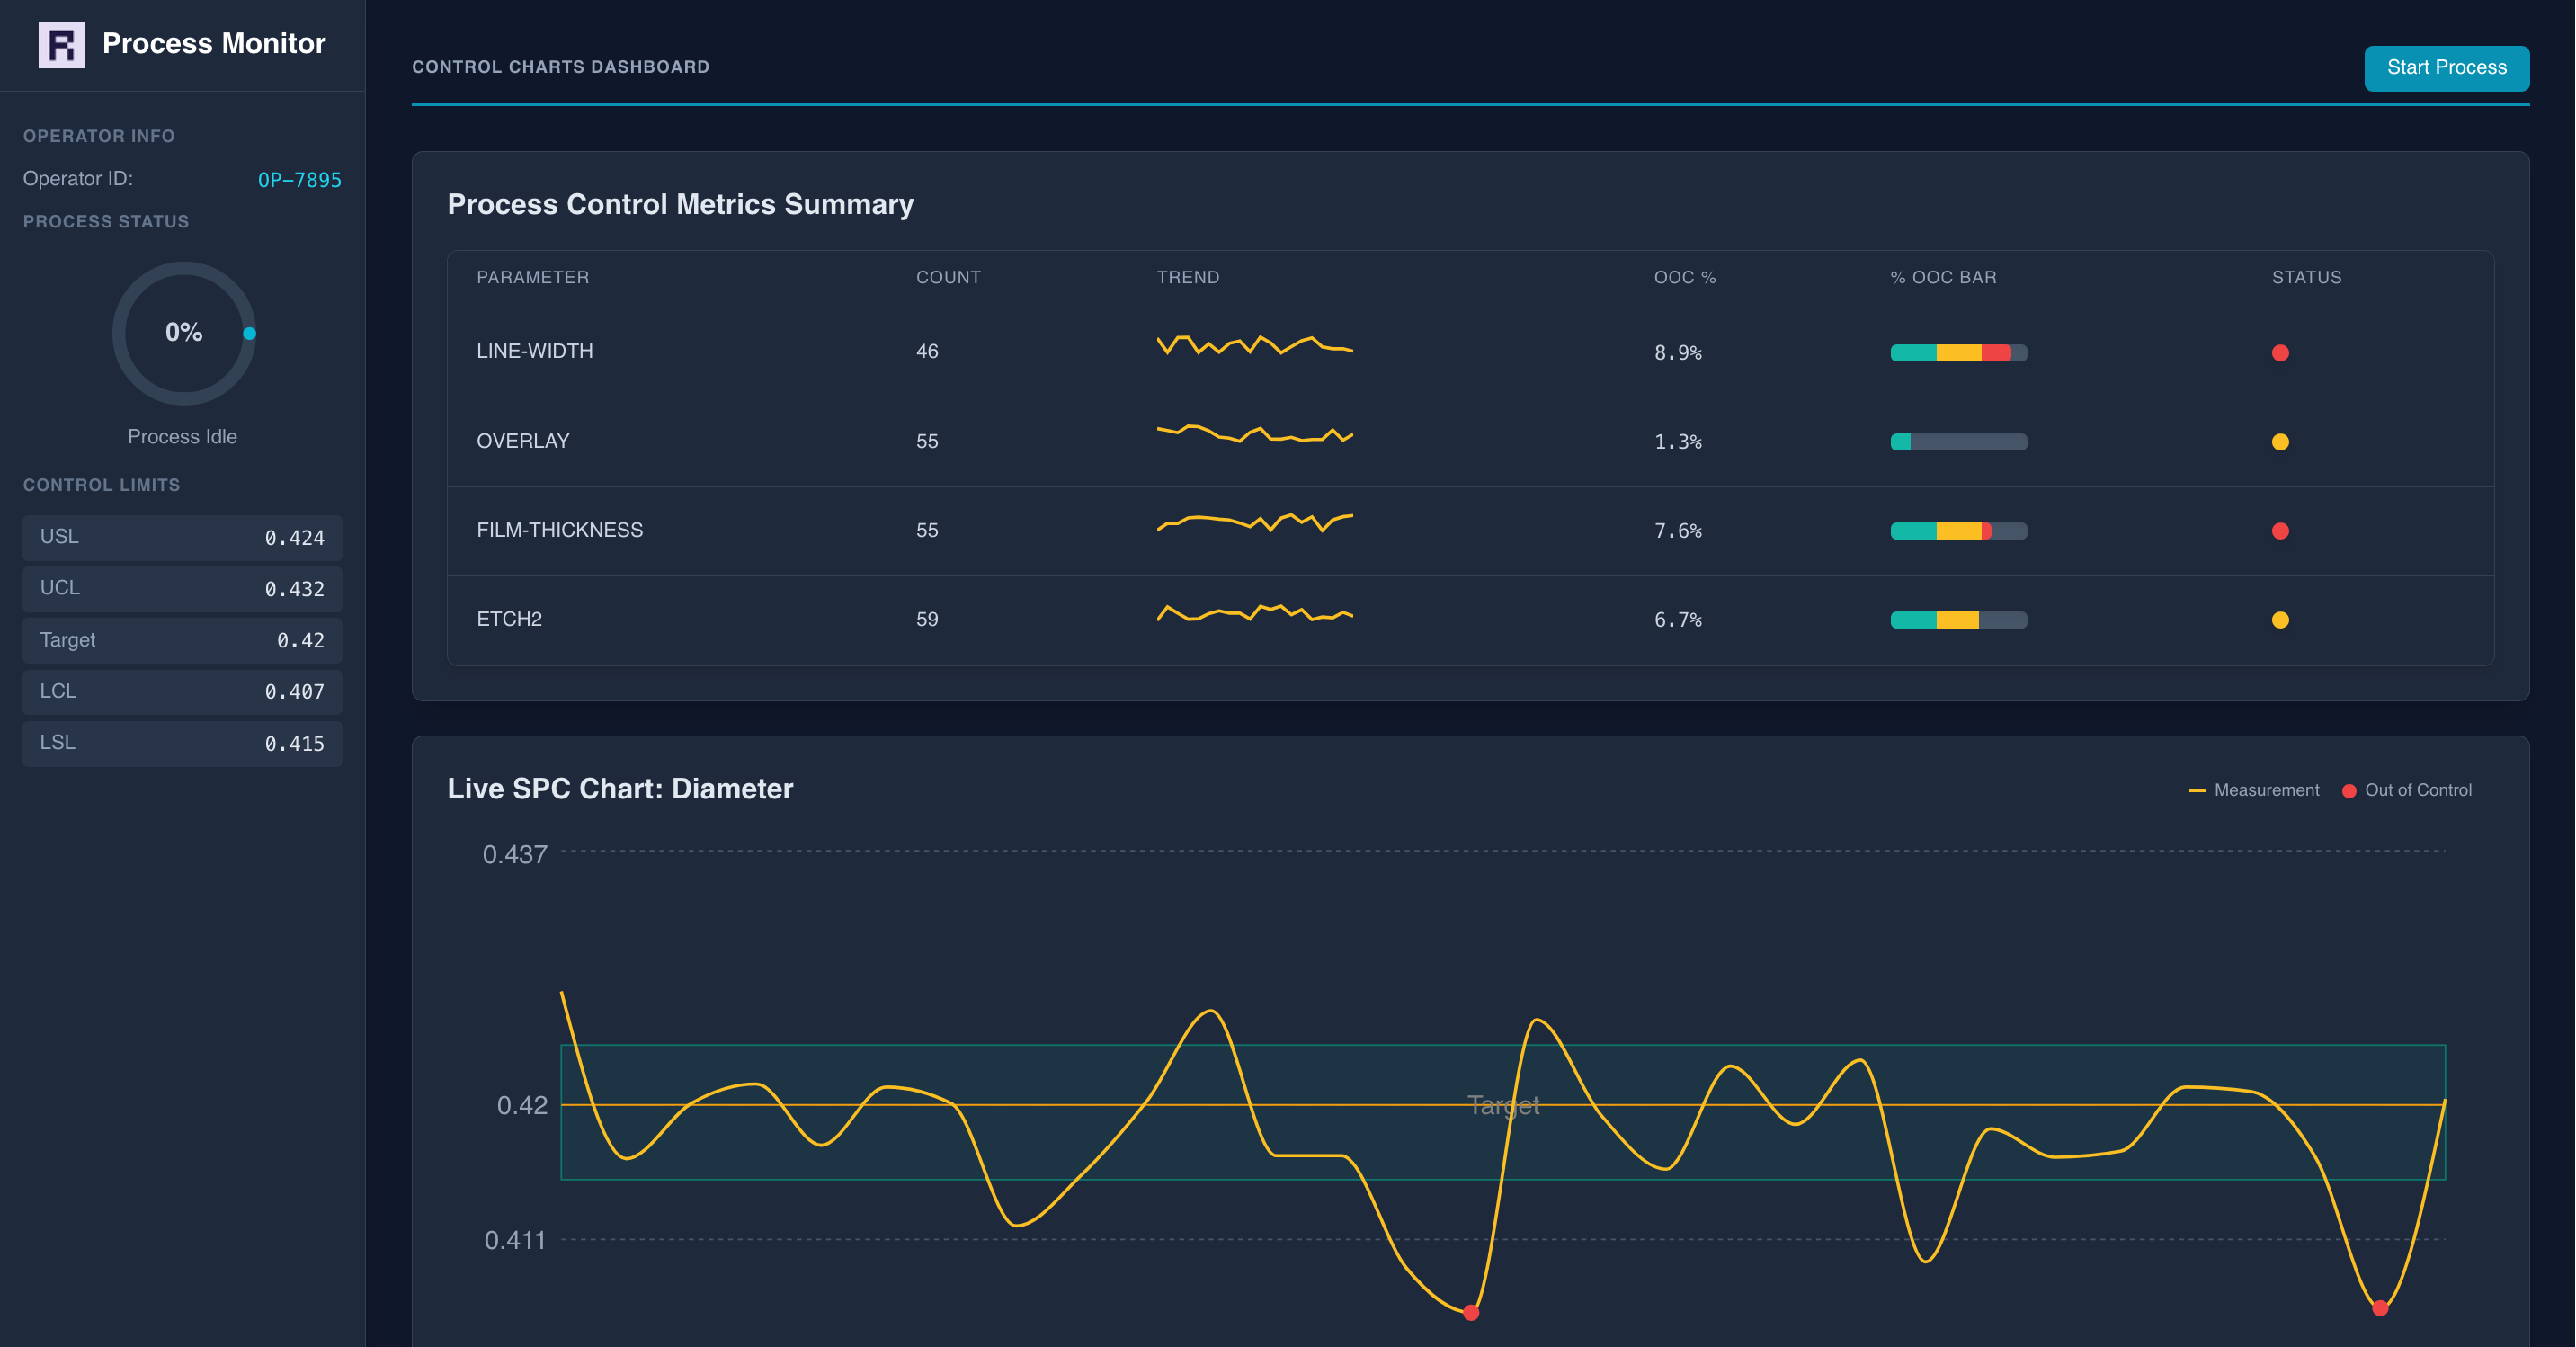 Process Monitor
OPERATOR INFO
Operator ID: OP-7895
PROCESS STATUS
0%
Process Idle
CONTROL LIMITS
USL 0.424
UCL 0.432
Target 0.42
LCL 0.407
LSL 0.415
CONTROL CHARTS DASHBOARD
Start Process
Process Control Metrics Summary
PARAMETER COUNT TREND OOC % % OOC BAR STATUS
LINE-WIDTH 46 8.9%
OVERLAY 55 1.3%
FILM-THICKNESS 55 7.6%
ETCH2 59 6.7%
Live SPC Chart: Diameter
Measurement Out of Control
0.437
0.42 Target
0.411